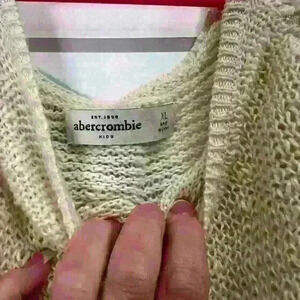 EST. 1892
abercrombie
KIDS
XL